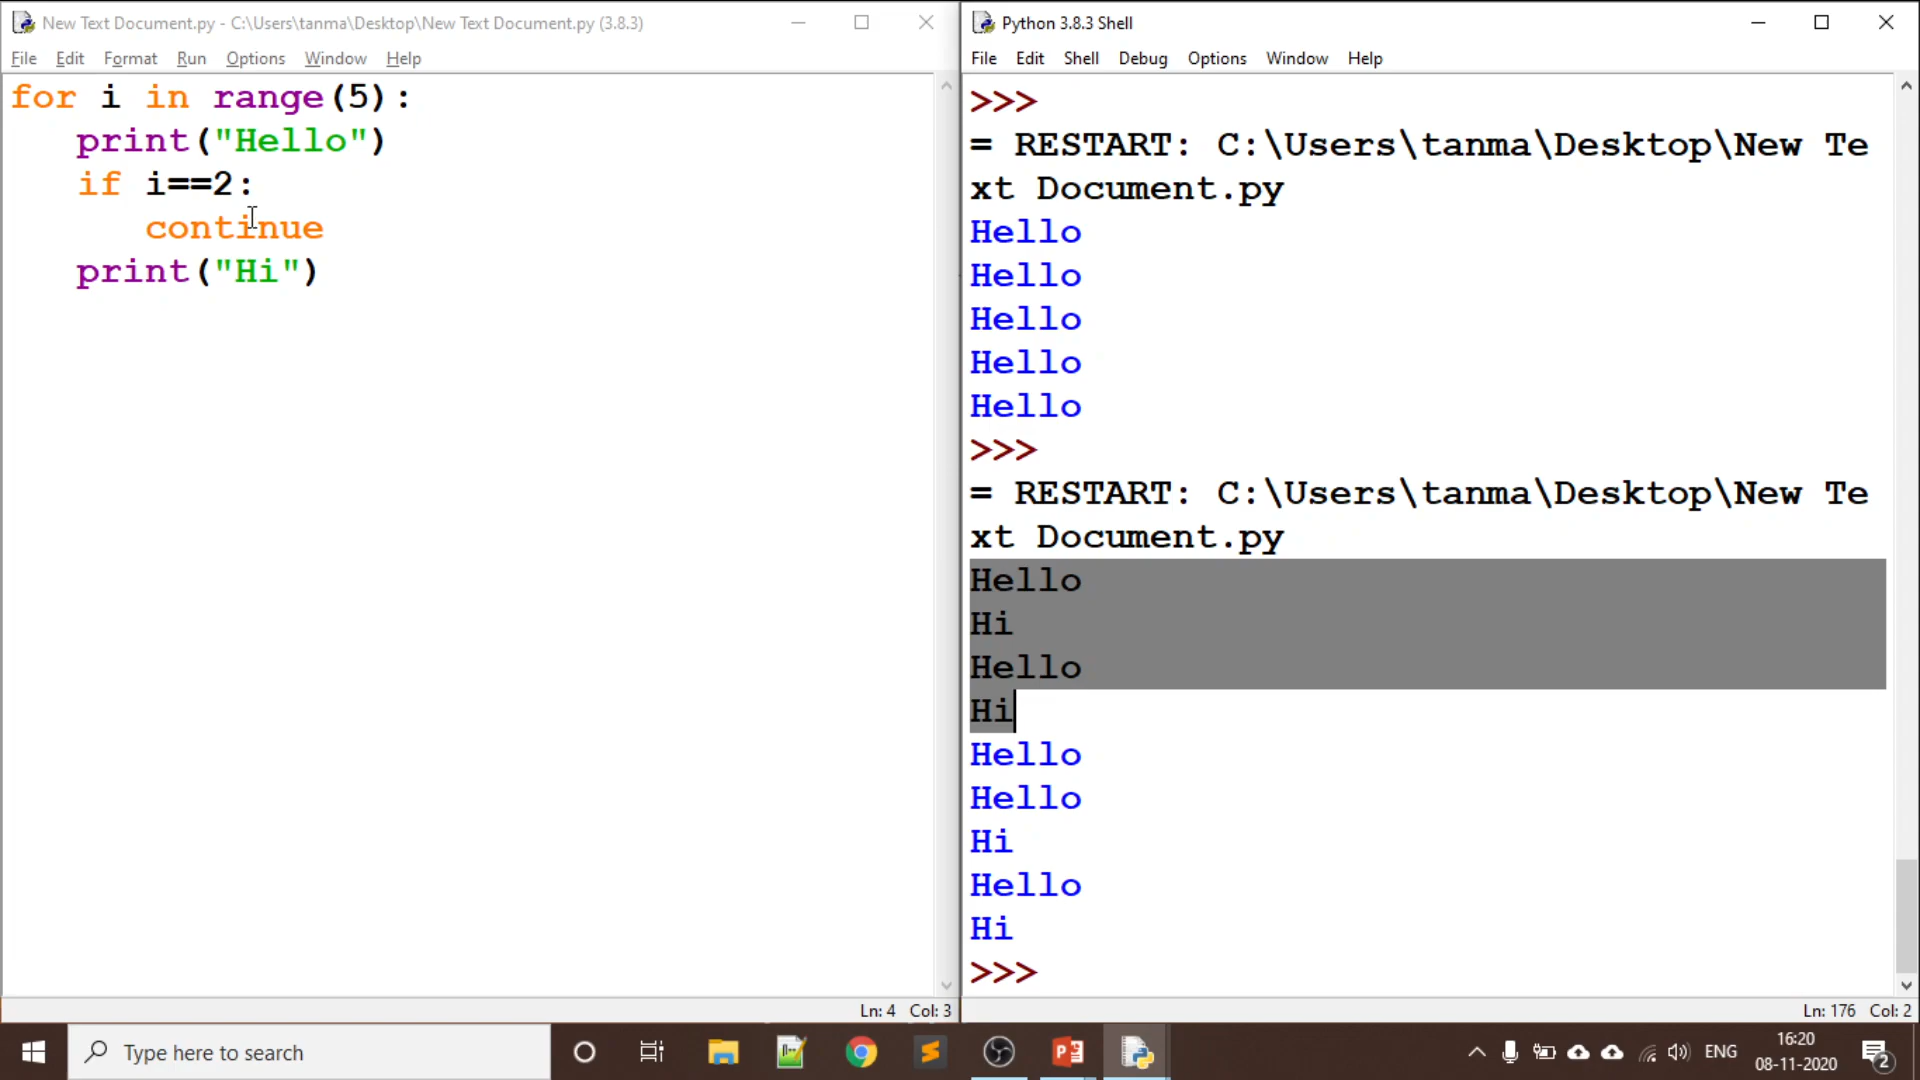 New Text Document.py - C:\Users\tanma\Desktop\New Text Document.py (3.8.3)
File Edit Format Run Options Window Help
for i in range(5):
print("Hello")
if i==2:
continue
print("Hi")
Ln: 4 Col: 3
Python 3.8.3 Shell
File Edit Shell Debug Options Window Help
>>>
= RESTART: C:\Users\tanma\Desktop\New Te
xt Document.py
Hello
Hello
Hello
Hello
Hello
>>>
= RESTART: C:\Users\tanma\Desktop\New Te
xt Document.py
Hello
Hi
Hello
Hi
Hello
Hello
Hi
Hello
Hi
>>>
Ln: 176 Col: 2
Type here to search
ENG
16:20
08-11-2020
2